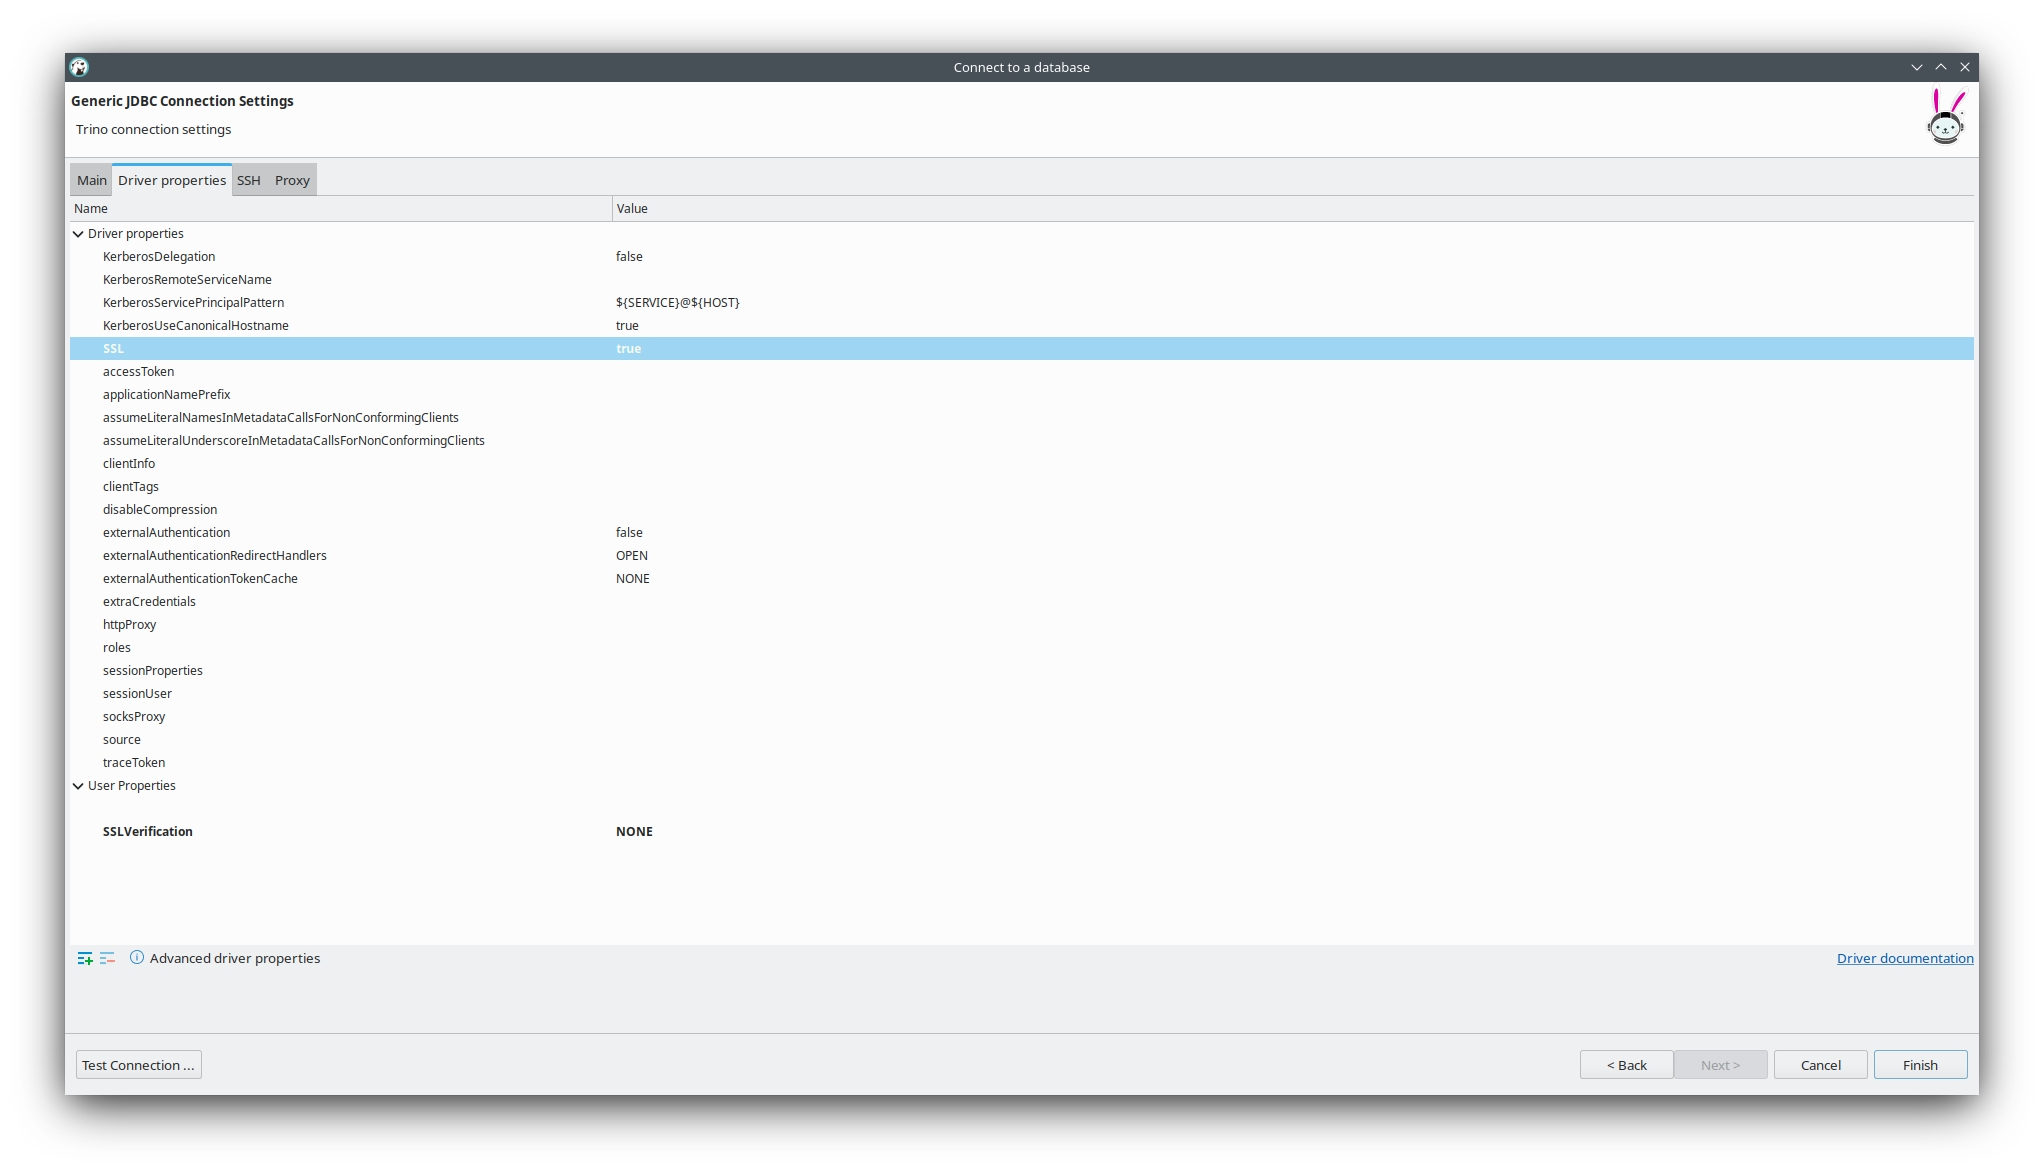 Connect to a database
Generic JDBC Connection Settings
Trino connection settings
Main Driver properties SSH Proxy
Name Value
Driver properties
KerberosDelegation false
KerberosRemoteServiceName
KerberosServicePrincipalPattern ${SERVICE}@${HOST}
KerberosUseCanonicalHostname true
SSL true
accessToken
applicationNamePrefix
assumeLiteralNamesInMetadataCallsForNonConformingClients
assumeLiteralUnderscoreInMetadataCallsForNonConformingClients
clientInfo
clientTags
disableCompression
externalAuthentication false
externalAuthenticationRedirectHandlers OPEN
externalAuthenticationTokenCache NONE
extraCredentials
httpProxy
roles
sessionProperties
sessionUser
socksProxy
source
traceToken
User Properties
SSLVerification NONE
Advanced driver properties Driver documentation
Test Connection ... < Back Next > Cancel Finish